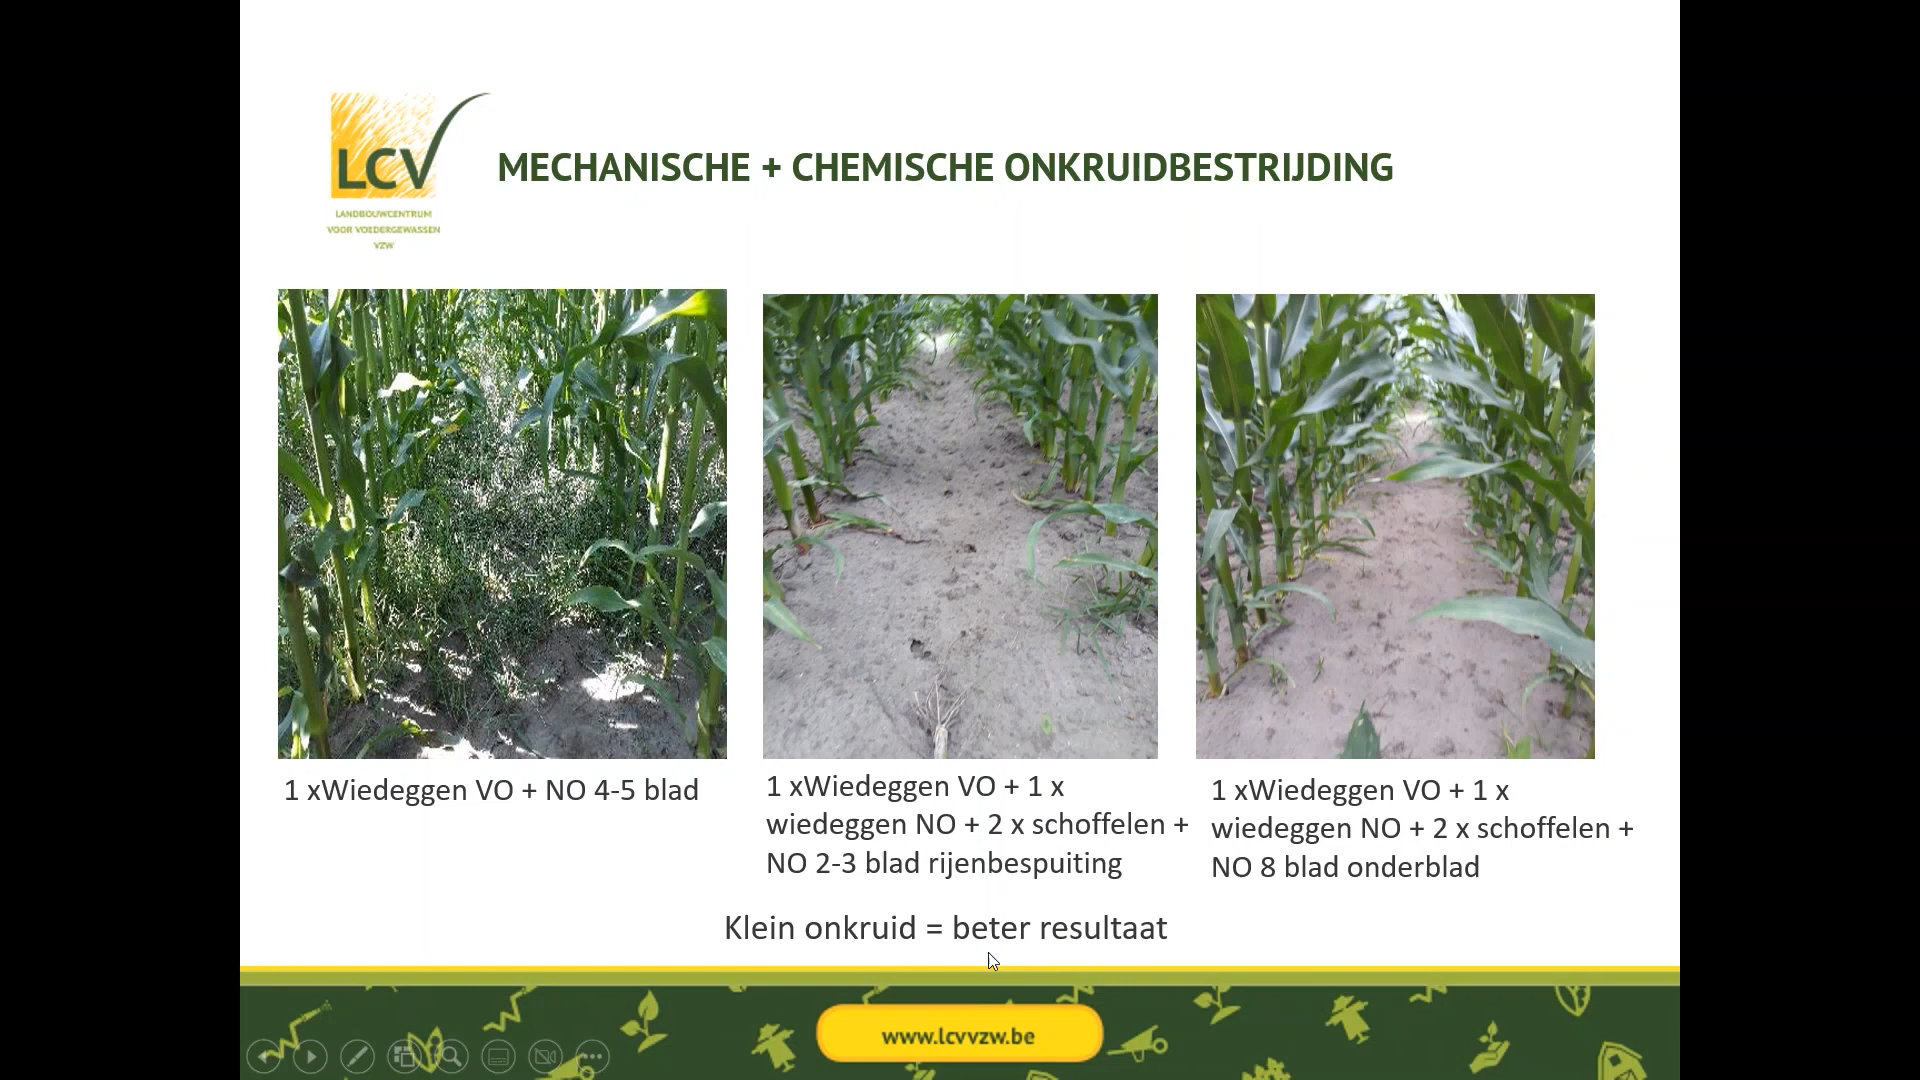 LCV
LANDBOUWCENTRUM
VOOR VOEDERGEWASSEN
VZW
MECHANISCHE + CHEMISCHE ONKRUIDBESTRIJDING
1 xWiedeggen VO + NO 4-5 blad
1 xWiedeggen VO + 1 x
wiedeggen NO + 2 x schoffelen +
NO 2-3 blad rijenbespuiting
1 xWiedeggen VO + 1 x
wiedeggen NO + 2 x schoffelen +
NO 8 blad onderblad
Klein onkruid = beter resultaat
www.lcvvzw.be